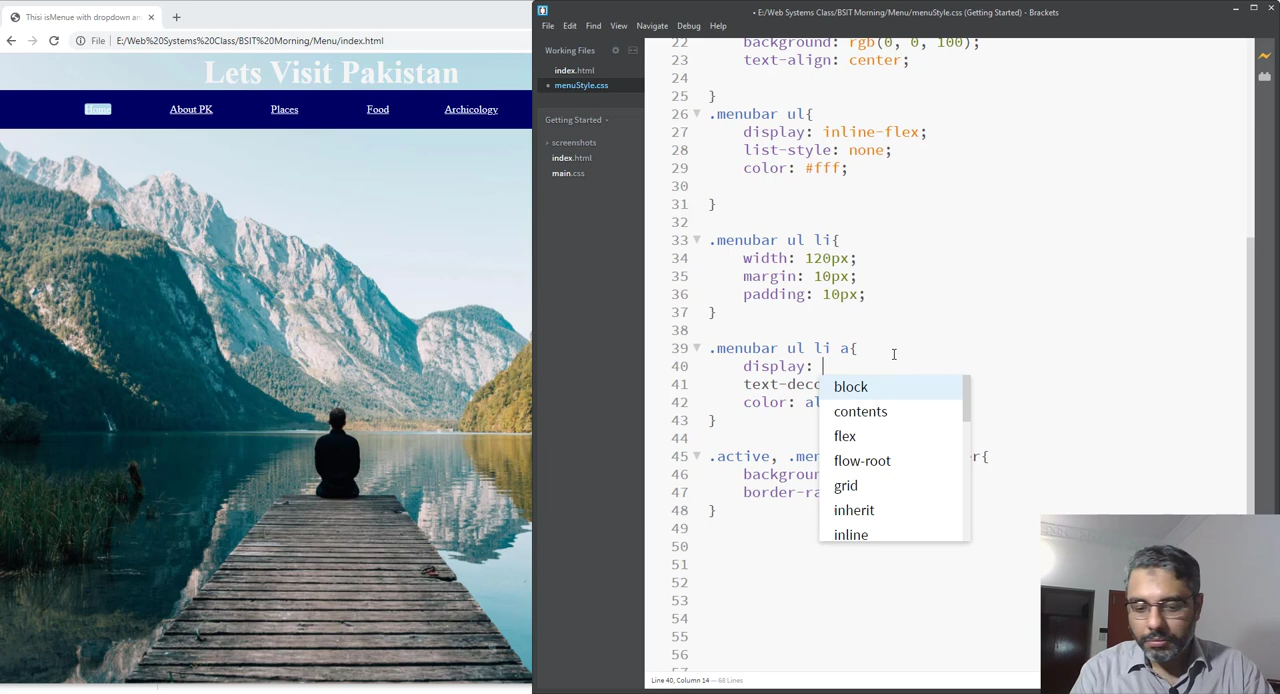 Thisi isMenue with dropdown an
File E:/Web%20Systems%20Class/BSIT%20Morning/Menu/index.html
Lets Visit Pakistan
Home About PK Places Food Archicology
• E:/Web Systems Class/BSIT Morning/Menu/menuStyle.css (Getting Started) - Brackets
File Edit Find View Navigate Debug Help
Working Files
index.html
• menuStyle.css
Getting Started
screenshots
index.html
main.css
22 background: rgb(0, 0, 100);
23 text-align: center;
24
25 }
26 .menubar ul{
27 display: inline-flex;
28 list-style: none;
29 color: #fff;
30
31 }
32
33 .menubar ul li{
34 width: 120px;
35 margin: 10px;
36 padding: 10px;
37 }
38
39 .menubar ul li a{
40 display:
41 text-deco
42 color: al
43 }
44
45 .active, .men er{
46 backgroun
47 border-ra
48 }
49
50
51
52
53
54
55
56
57
block
contents
flex
flow-root
grid
inherit
inline
Line 40, Column 14 — 68 Lines